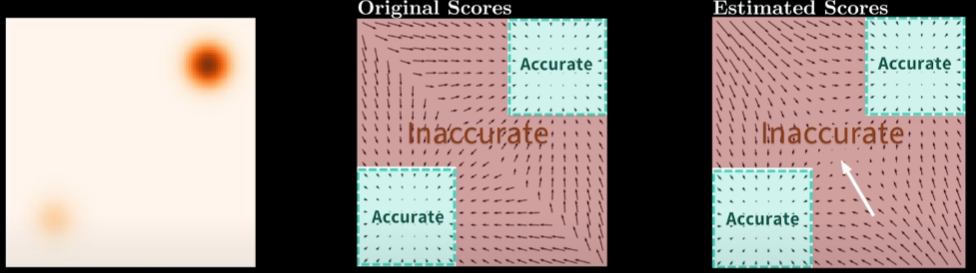 Original Scores
Accurate
Inaccurate
Accurate
Estimated Scores
Accurate
Inaccurate
Accurate